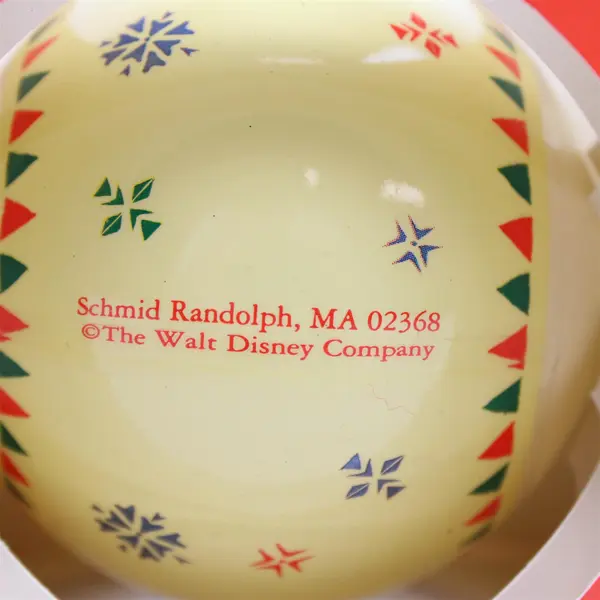 Schmid Randolph, MA 02368
©The Walt Disney Company